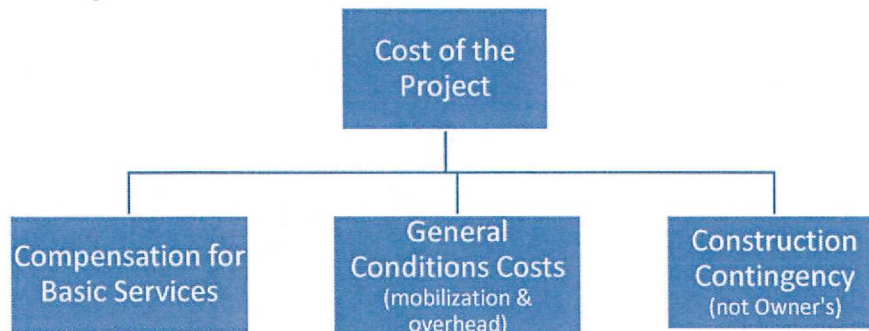 Cost of the
Project
Compensation for
Basic Services
General
Conditions Costs
(mobilization &
overhead)
Construction
Contingency
(not Owner's)